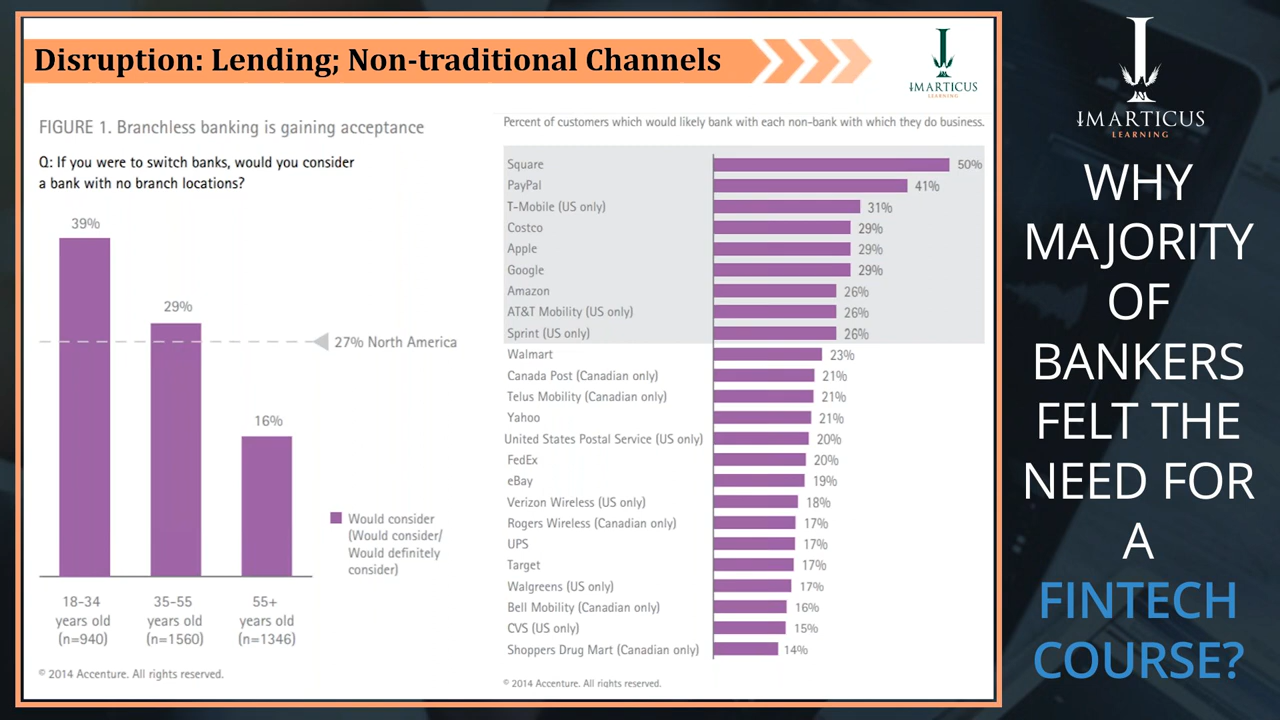 Disruption: Lending; Non-traditional Channels
IMARTICUS
LEARNING
FIGURE 1. Branchless banking is gaining acceptance
Q: If you were to switch banks, would you consider
a bank with no branch locations?
39%
29%
16%
27% North America
Would consider
(Would consider/
Would definitely
consider)
18-34
years old
(n=940)
35-55
years old
(n=1560)
55+
years old
(n=1346)
© 2014 Accenture. All rights reserved.
Percent of customers which would likely bank with each non-bank with which they do business.
Square 50%
PayPal 41%
T-Mobile (US only) 31%
Costco 29%
Apple 29%
Google 29%
Amazon 26%
AT&T Mobility (US only) 26%
Sprint (US only) 26%
Walmart 23%
Canada Post (Canadian only) 21%
Telus Mobility (Canadian only) 21%
Yahoo 21%
United States Postal Service (US only) 20%
FedEx 20%
eBay 19%
Verizon Wireless (US only) 18%
Rogers Wireless (Canadian only) 17%
UPS 17%
Target 17%
Walgreens (US only) 17%
Bell Mobility (Canadian only) 16%
CVS (US only) 15%
Shoppers Drug Mart (Canadian only) 14%
© 2014 Accenture. All rights reserved.
IMARTICUS
LEARNING
WHY
MAJORITY
OF
BANKERS
FELT THE
NEED FOR
A
FINTECH
COURSE?